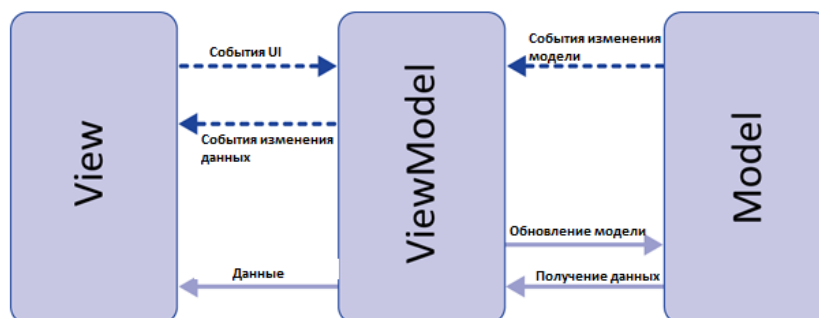 События UI
События изменения
модели
События изменения
данных
View
ViewModel
Model
Обновление модели
Данные
Получение данных